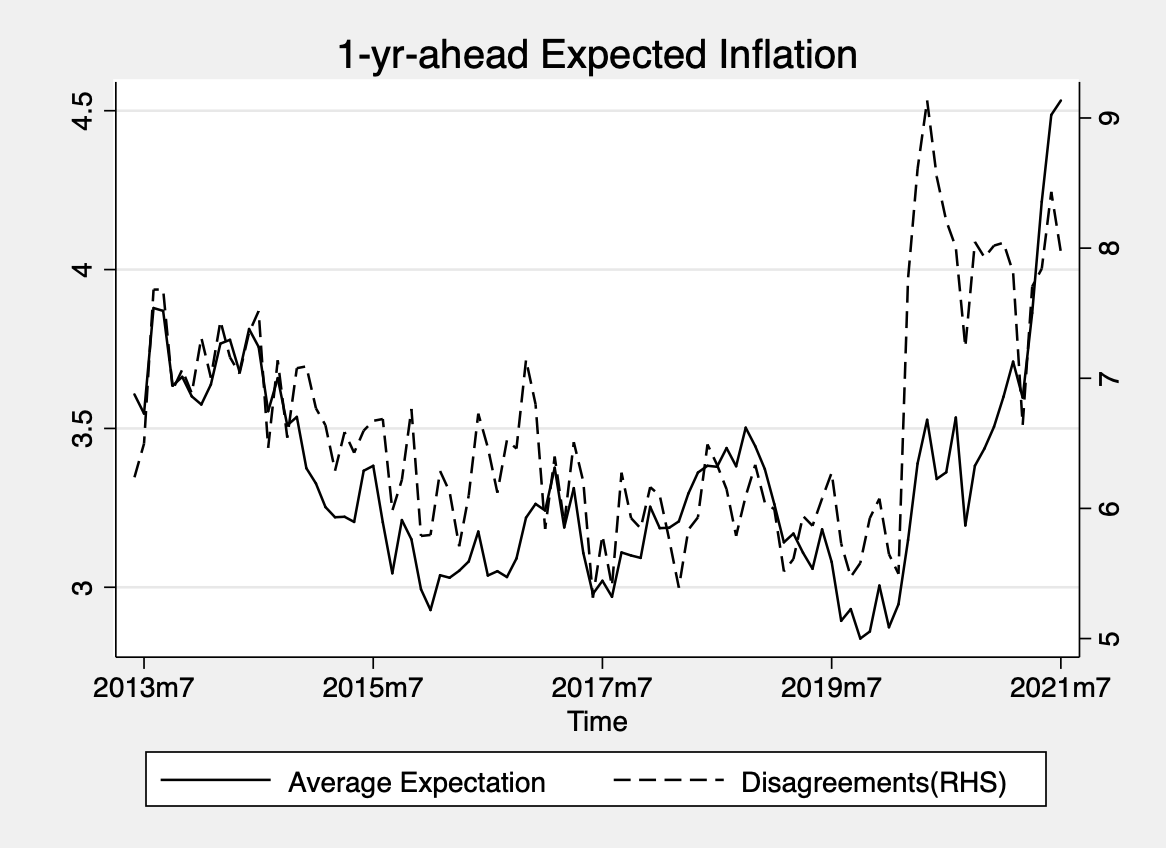 1-yr-ahead Expected Inflation
4.5
4
3.5
3
9
8
7
6
5
2013m7 2015m7 2017m7 2019m7 2021m7
Time
Average Expectation Disagreements(RHS)